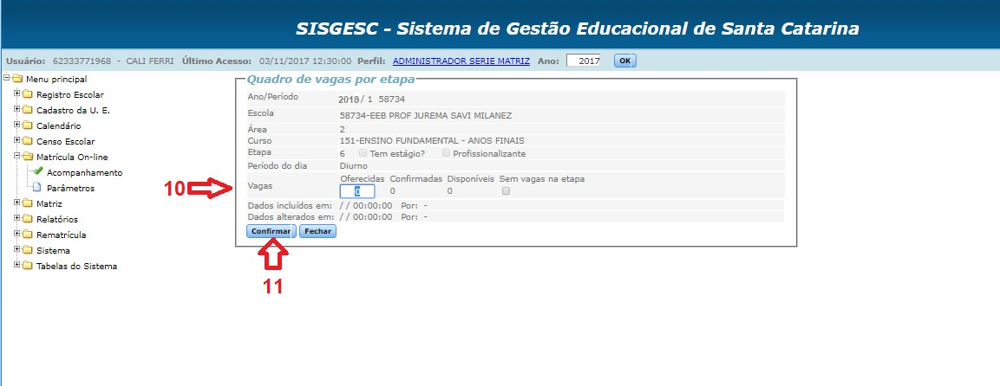 SISGESC - Sistema de Gestão Educacional de Santa Catarina
Usuário: 62333771968 - CALI FERRI Último Acesso: 03/11/2017 12:30:00 Perfil: ADMINISTRADOR SERIE MATRIZ Ano: 2017 OK
Menu principal
Registro Escolar
Cadastro da U. E.
Calendário
Censo Escolar
Matrícula On-line
Acompanhamento
Parâmetros
Matriz
Relatórios
Rematrícula
Sistema
Tabelas do Sistema
Quadro de vagas por etapa
Ano/Período 2018/ 1 58734
Escola 58734-EEB PROF JUREMA SAVI MILANEZ
Área 2
Curso 151-ENSINO FUNDAMENTAL - ANOS FINAIS
Etapa 6 Tem estágio? Profissionalizante
Período do dia Diurno
Oferecidas Confirmadas Disponíveis Sem vagas na etapa
10 Vagas 0 0 0
Dados incluídos em: / / 00:00:00 Por: -
Dados alterados em: / / 00:00:00 Por: -
Confirmar Fechar
11